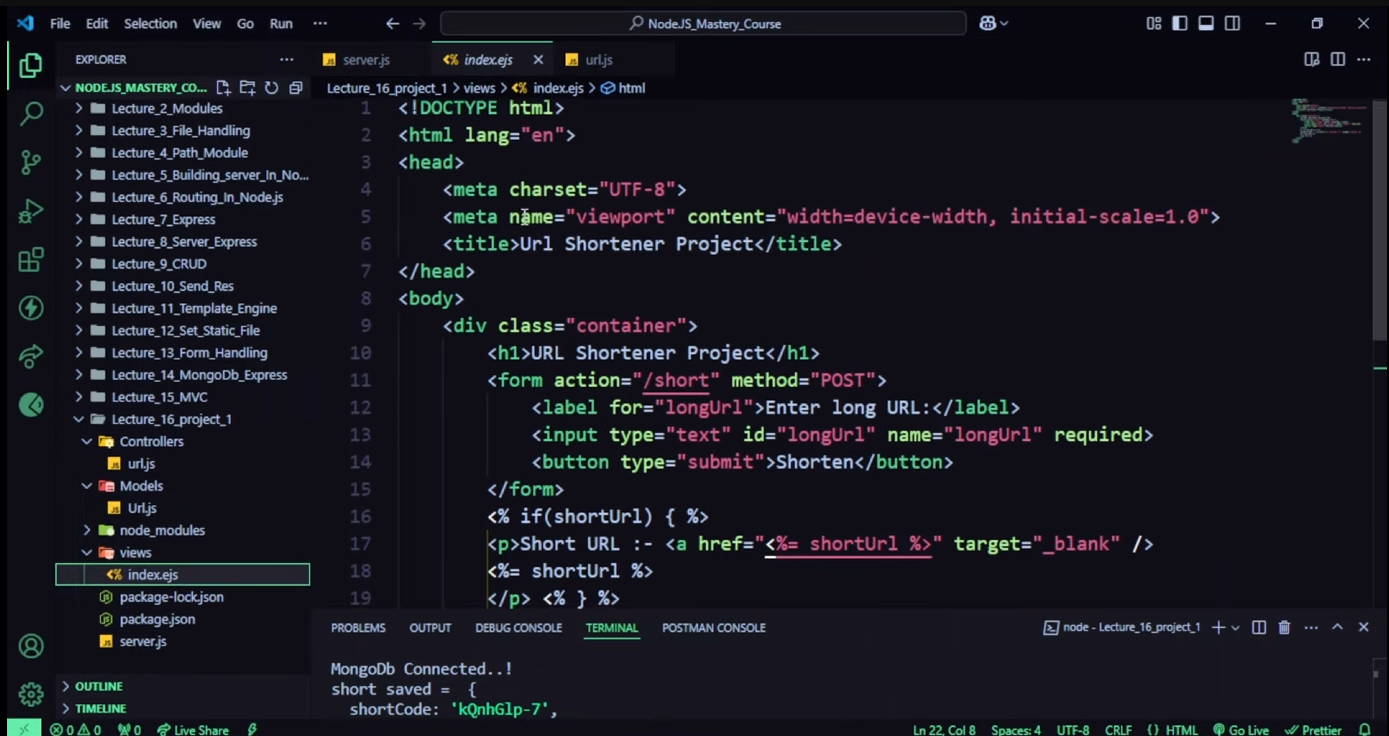 File Edit Selection View Go Run ··· NodeJS_Mastery_Course
EXPLORER ···
server.js index.ejs url.js
NODEJS_MASTERY_CO...
Lecture_16_project_1 > views > index.ejs > html
Lecture_2_Modules
Lecture_3_File_Handling
Lecture_4_Path_Module
Lecture_5_Building_server_In_No...
Lecture_6_Routing_In_Node.js
Lecture_7_Express
Lecture_8_Server_Express
Lecture_9_CRUD
Lecture_10_Send_Res
Lecture_11_Template_Engine
Lecture_12_Set_Static_File
Lecture_13_Form_Handling
Lecture_14_MongoDb_Express
Lecture_15_MVC
Lecture_16_project_1
Controllers
url.js
Models
Url.js
node_modules
views
index.ejs
package-lock.json
package.json
server.js
OUTLINE
TIMELINE
1 <!DOCTYPE html>
2 <html lang="en">
3 <head>
4 <meta charset="UTF-8">
5 <meta name="viewport" content="width=device-width, initial-scale=1.0">
6 <title>Url Shortener Project</title>
7 </head>
8 <body>
9 <div class="container">
10 <h1>URL Shortener Project</h1>
11 <form action="/short" method="POST">
12 <label for="longUrl">Enter long URL:</label>
13 <input type="text" id="longUrl" name="longUrl" required>
14 <button type="submit">Shorten</button>
15 </form>
16 <% if(shortUrl) { %>
17 <p>Short URL :- <a href="<%= shortUrl %>" target="_blank" />
18 <%= shortUrl %>
19 </p> <% } %>
PROBLEMS OUTPUT DEBUG CONSOLE TERMINAL POSTMAN CONSOLE
node - Lecture_16_project_1
MongoDb Connected..!
short saved = {
shortCode: 'kQnhGlp-7',
0 0 0 Live Share
Ln 22, Col 8 Spaces: 4 UTF-8 CRLF {} HTML Go Live Prettier